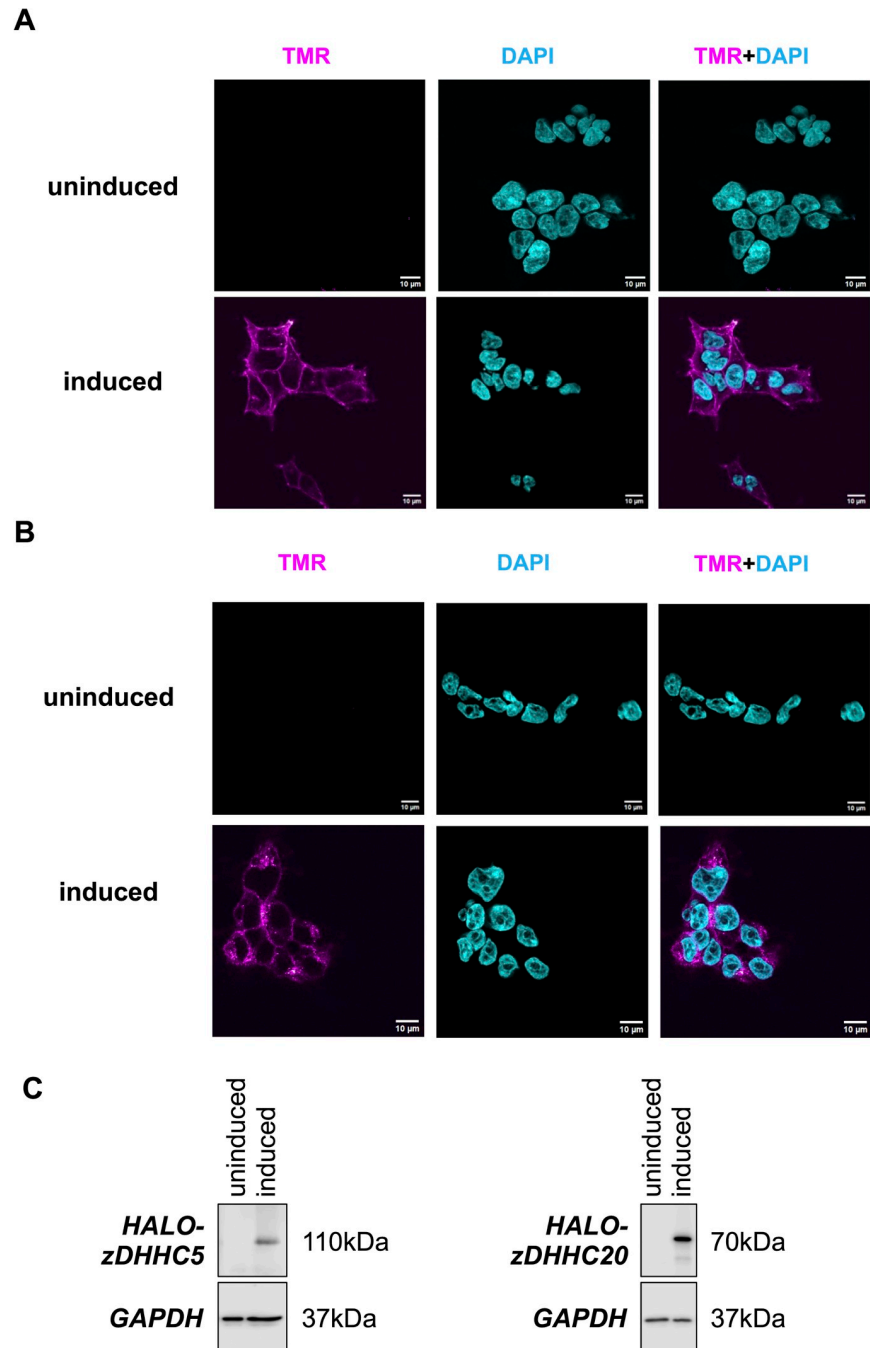 A
TMR DAPI TMR+DAPI
uninduced
10 µm 10 µm 10 µm
induced
10 µm 10 µm 10 µm
B
TMR DAPI TMR+DAPI
uninduced
10 µm 10 µm 10 µm
induced
10 µm 10 µm 10 µm
C
uninduced
induced
HALO-
zDHHC5
110kDa
GAPDH
37kDa
uninduced
induced
HALO-
zDHHC20
70kDa
GAPDH
37kDa